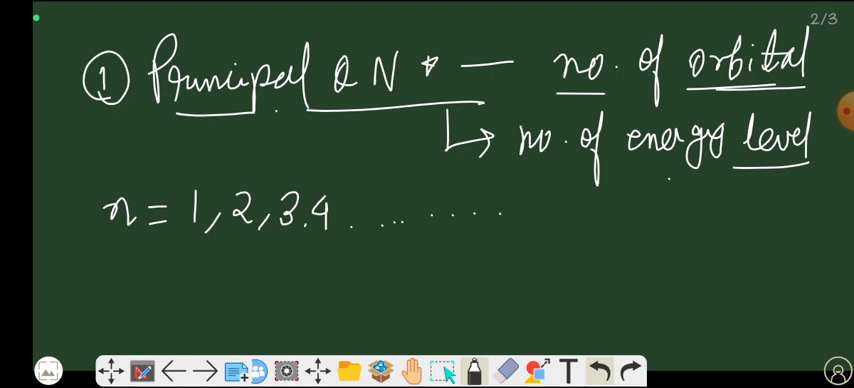 2/3
① Principal Q N * — no. of orbital
↳ no. of energy level
n = 1, 2, 3.4 . ... . . . .
T